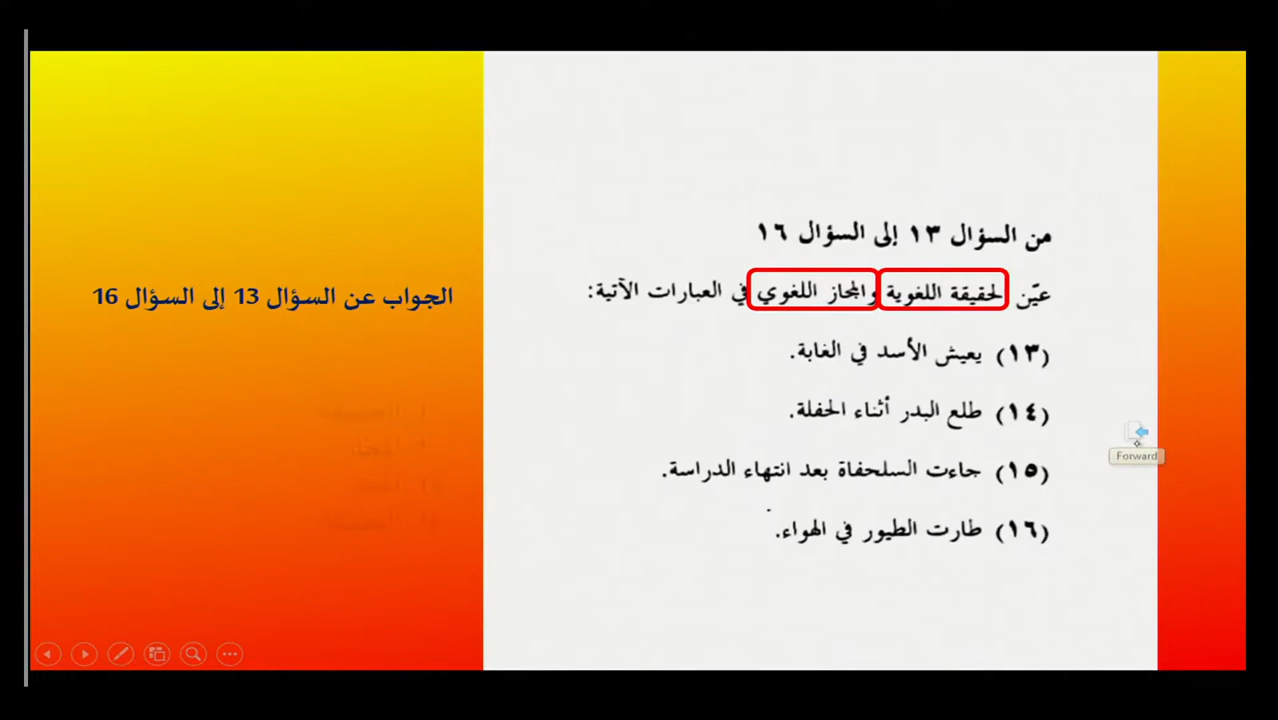 من السؤال ١٣ إلى السؤال ١٦
عيّن لحقيقة اللغوية والمجاز اللغوي في العبارات الآتية:
(١٣) يعيش الأسد في الغابة.
(١٤) طلع البدر أثناء الحفلة.
(١٥) جاءت السلحفاة بعد انتهاء الدراسة.
(١٦) طارت الطيور في الهواء.
الجواب عن السؤال 13 إلى السؤال 16
Forward